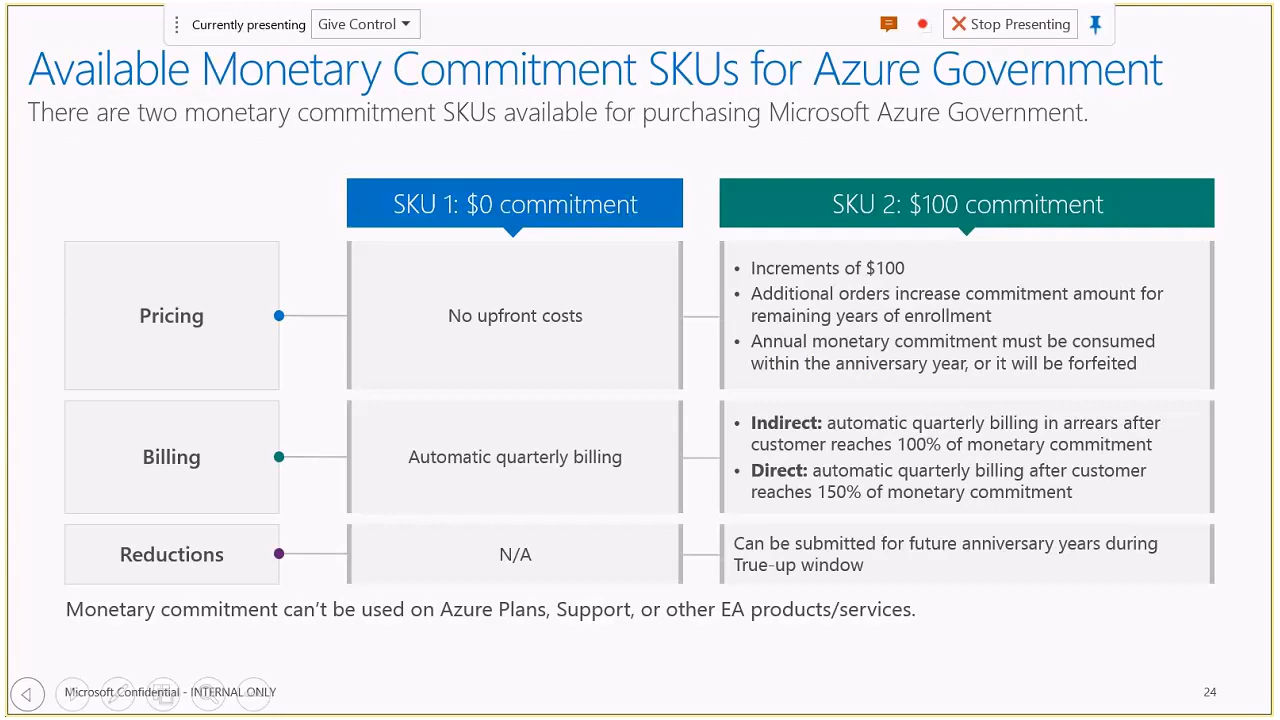 Currently presenting
Give Control
Stop Presenting
Available Monetary Commitment SKUs for Azure Government
There are two monetary commitment SKUs available for purchasing Microsoft Azure Government.
SKU 1: $0 commitment
SKU 2: $100 commitment
Pricing
No upfront costs
• Increments of $100
• Additional orders increase commitment amount for
remaining years of enrollment
• Annual monetary commitment must be consumed
within the anniversary year, or it will be forfeited
Billing
Automatic quarterly billing
• Indirect: automatic quarterly billing in arrears after
customer reaches 100% of monetary commitment
• Direct: automatic quarterly billing after customer
reaches 150% of monetary commitment
Reductions
N/A
Can be submitted for future anniversary years during
True-up window
Monetary commitment can't be used on Azure Plans, Support, or other EA products/services.
Microsoft Confidential - INTERNAL ONLY
24